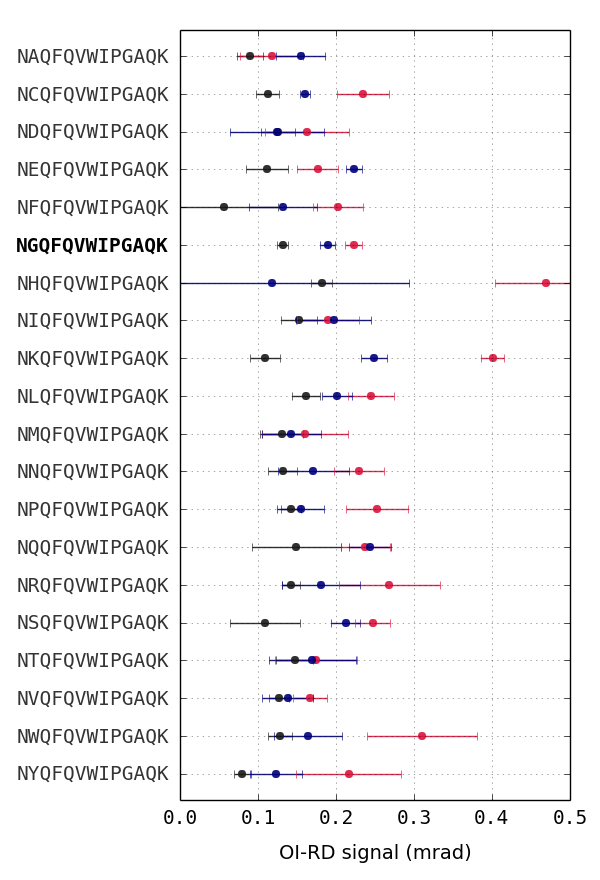 NAQFQVWIPGAQK
NCQFQVWIPGAQK
NDQFQVWIPGAQK
NEQFQVWIPGAQK
NFQFQVWIPGAQK
NGQFQVWIPGAQK
NHQFQVWIPGAQK
NIQFQVWIPGAQK
NKQFQVWIPGAQK
NLQFQVWIPGAQK
NMQFQVWIPGAQK
NNQFQVWIPGAQK
NPQFQVWIPGAQK
NQQFQVWIPGAQK
NRQFQVWIPGAQK
NSQFQVWIPGAQK
NTQFQVWIPGAQK
NVQFQVWIPGAQK
NWQFQVWIPGAQK
NYQFQVWIPGAQK
0.0 0.1 0.2 0.3 0.4 0.5
OI-RD signal (mrad)